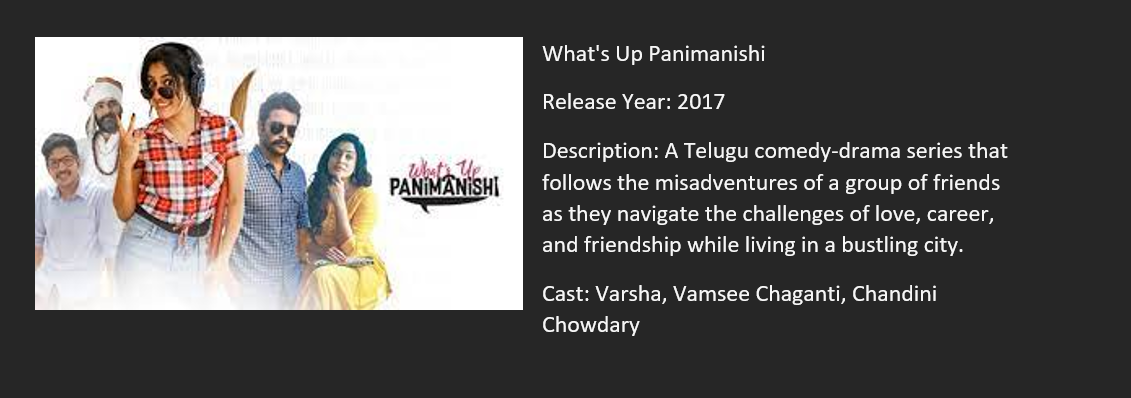 What's Up
PANIMANISHI
What's Up Panimanishi
Release Year: 2017
Description: A Telugu comedy-drama series that
follows the misadventures of a group of friends
as they navigate the challenges of love, career,
and friendship while living in a bustling city.
Cast: Varsha, Vamsee Chaganti, Chandini
Chowdary